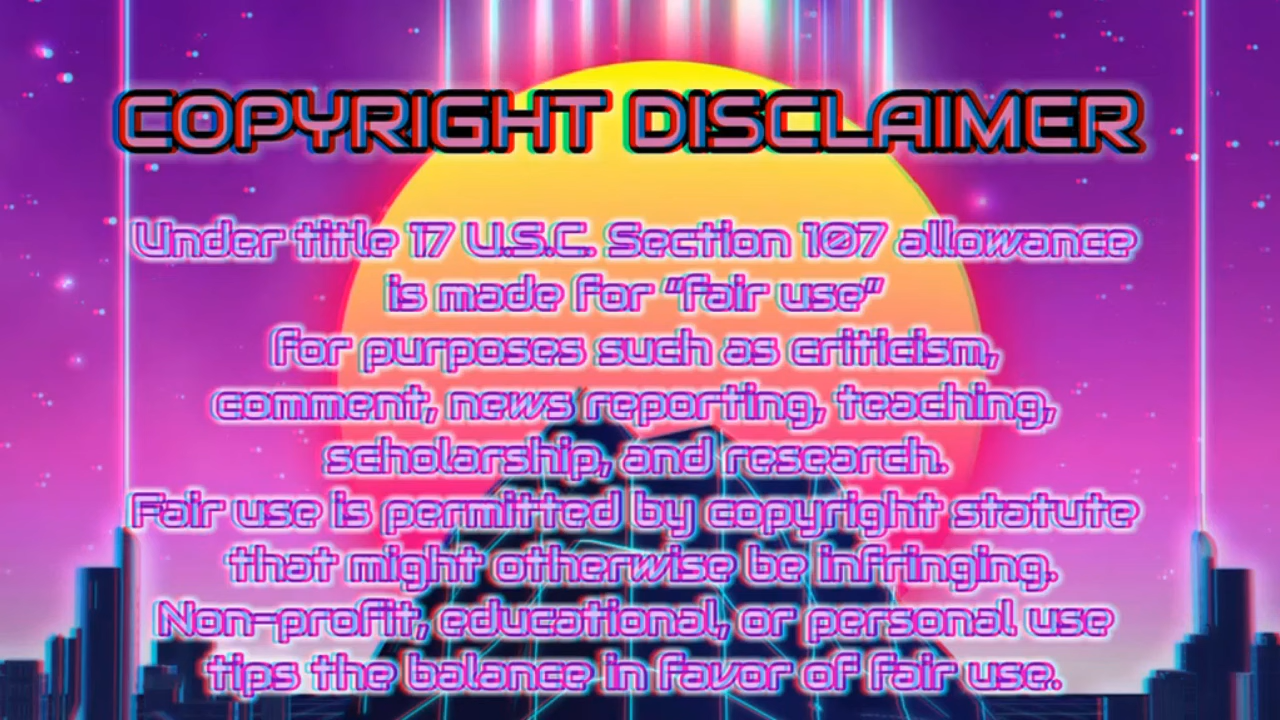 COPYRIGHT DISCLAIMER
Under title 17 U.S.C. Section 107 allowance
is made for "fair use"
for purposes such as criticism,
comment, news reporting, teaching,
scholarship, and research.
Fair use is permitted by copyright statute
that might otherwise be infringing.
Non-profit, educational, or personal use
tips the balance in favor of fair use.